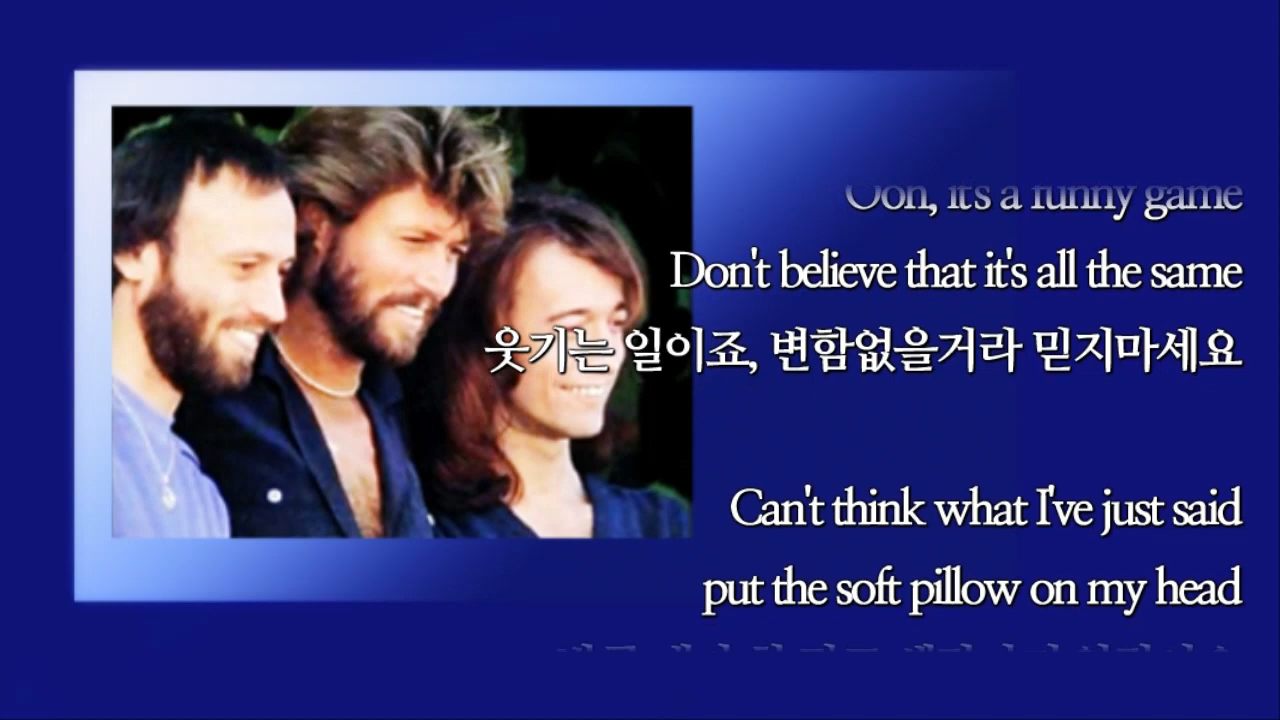 Ooh, it's a funny game
Don't believe that it's all the same
웃기는 일이죠, 변함없을거라 믿지마세요
Can't think what I've just said
put the soft pillow on my head